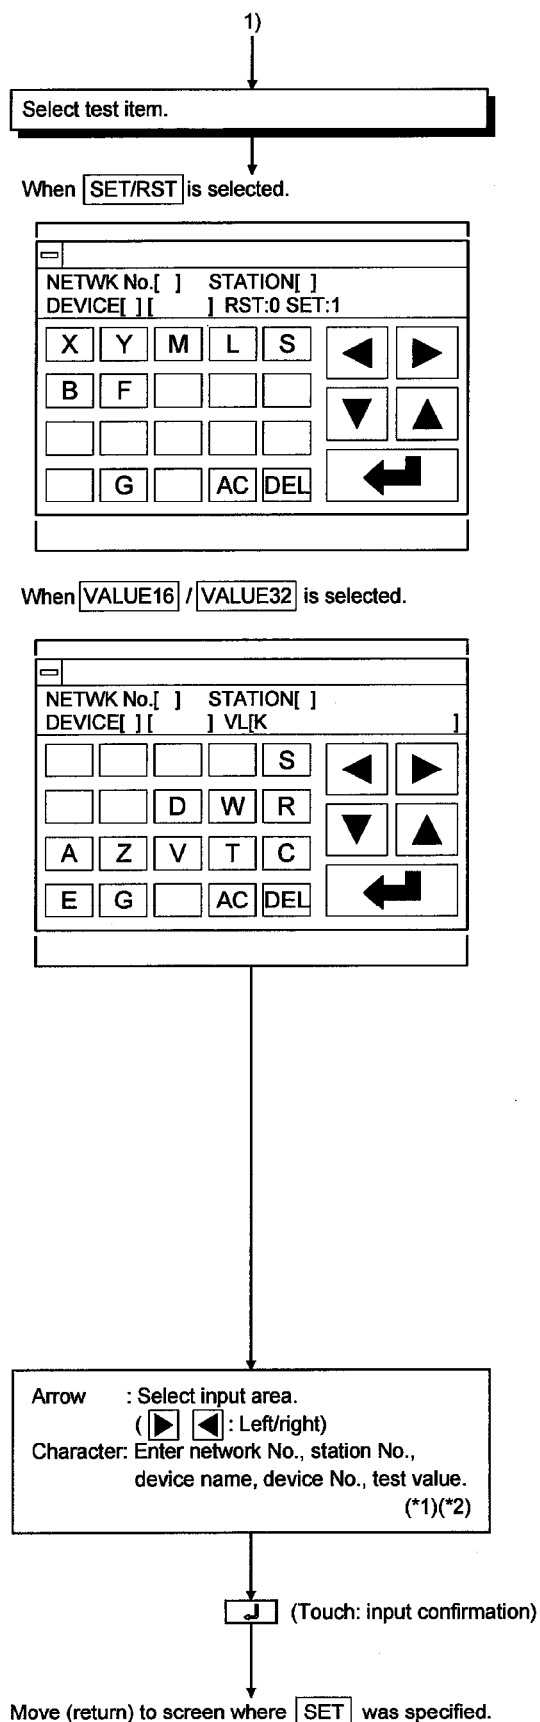 1)
Select test item.
When SET/RST is selected.
NETWK No.[ ] STATION[ ]
DEVICE[ ] [ ] RST:0 SET:1
X Y M L S
B F
G AC DEL
When VALUE16 / VALUE32 is selected.
NETWK No.[ ] STATION[ ]
DEVICE[ ] [ ] VL[K ]
S
D W R
A Z V T C
E G AC DEL
Arrow : Select input area.
( ▶ ◀ : Left/right)
Character: Enter network No., station No.,
device name, device No., test value.
(*1)(*2)
(Touch: input confirmation)
Move (return) to screen where SET was specified.